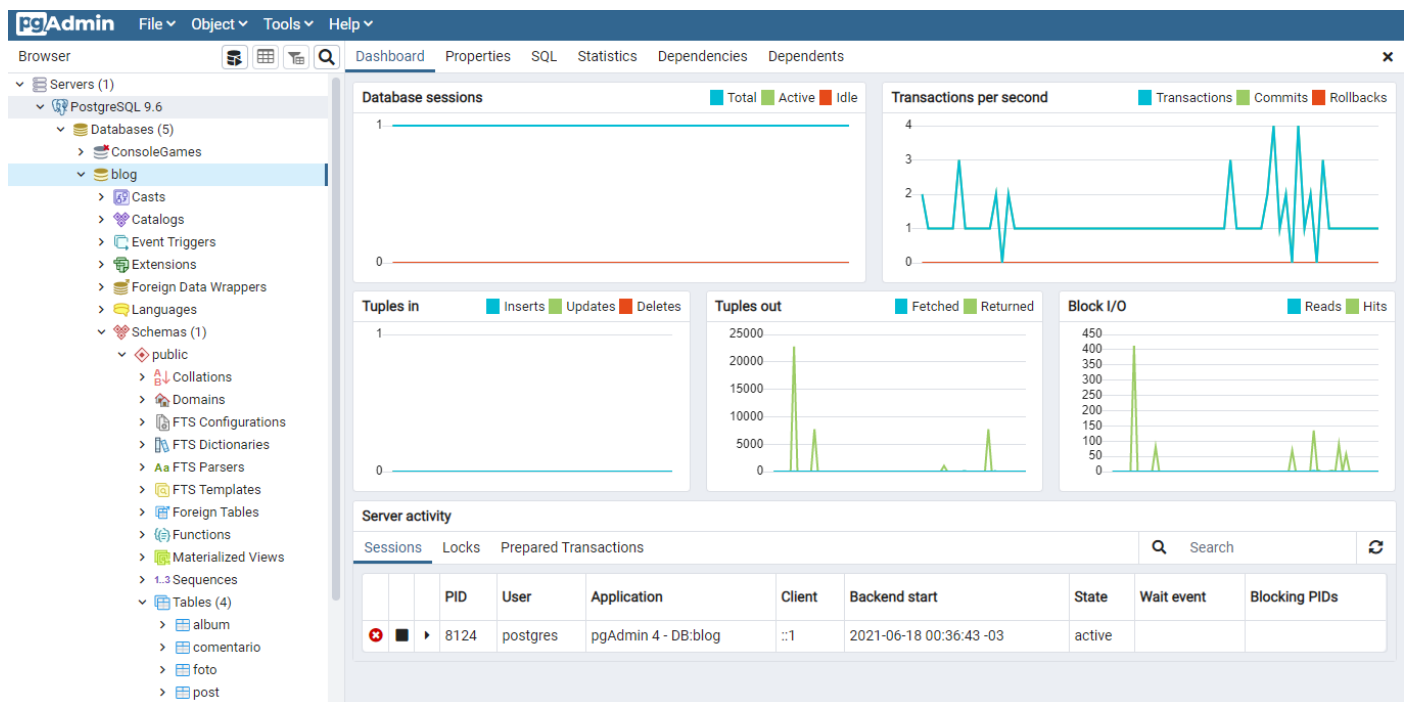 pgAdmin File Object Tools Help
Browser
Dashboard Properties SQL Statistics Dependencies Dependents
Servers (1)
PostgreSQL 9.6
Databases (5)
ConsoleGames
blog
Casts
Catalogs
Event Triggers
Extensions
Foreign Data Wrappers
Languages
Schemas (1)
public
Collations
Domains
FTS Configurations
FTS Dictionaries
Aa FTS Parsers
FTS Templates
Foreign Tables
Functions
Materialized Views
1..3 Sequences
Tables (4)
album
comentario
foto
post
Database sessions Total Active Idle
1
0
Transactions per second Transactions Commits Rollbacks
4
3
2
1
0
Tuples in Inserts Updates Deletes
1
0
Tuples out Fetched Returned
25000
20000
15000
10000
5000
0
Block I/O Reads Hits
450
400
350
300
250
200
150
100
50
0
Server activity
Sessions Locks Prepared Transactions Search
PID User Application Client Backend start State Wait event Blocking PIDs
8124 postgres pgAdmin 4 - DB:blog ::1 2021-06-18 00:36:43 -03 active